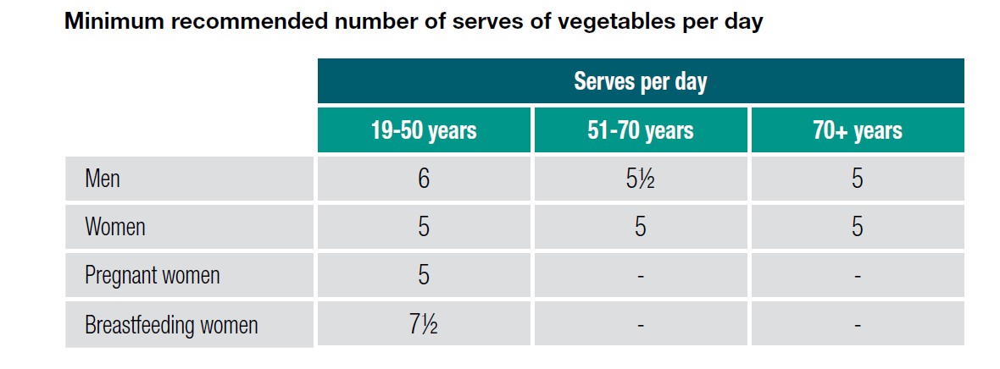 Minimum recommended number of serves of vegetables per day
Serves per day
19-50 years 51-70 years 70+ years
Men 6 5½ 5
Women 5 5 5
Pregnant women 5 - -
Breastfeeding women 7½ - -